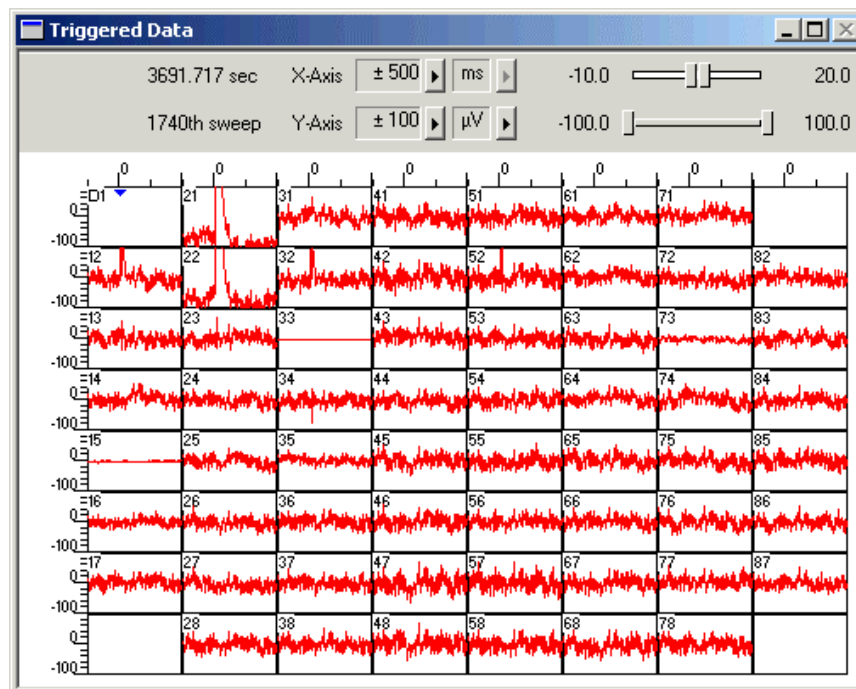 Triggered Data
3691.717 sec X-Axis ± 500 ms -10.0 20.0
1740th sweep Y-Axis ± 100 µV -100.0 100.0
0 0 0 0 0 0 0 0
D1 21 31 41 51 61 71
0
-100
12 22 32 42 52 62 72 82
0
-100
13 23 33 43 53 63 73 83
0
-100
14 24 34 44 54 64 74 84
0
-100
15 25 35 45 55 65 75 85
0
-100
16 26 36 46 56 66 76 86
0
-100
17 27 37 47 57 67 77 87
0
-100
28 38 48 58 68 78
0
-100